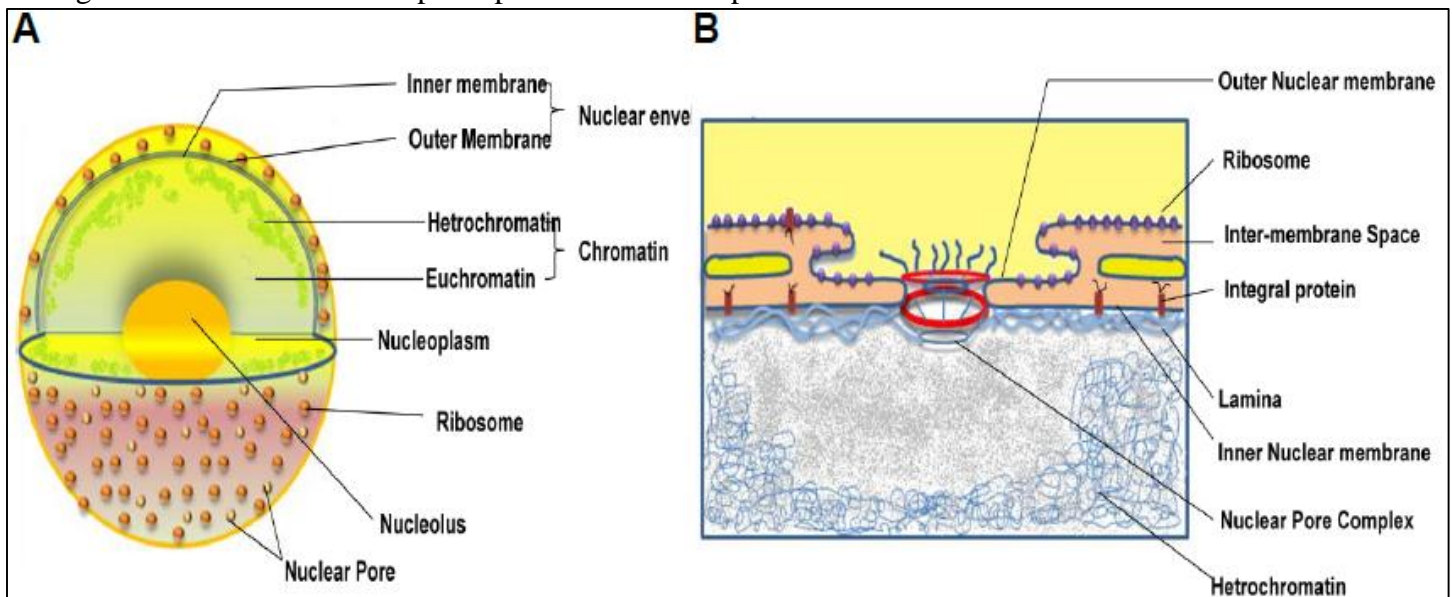 A
Inner membrane
Nuclear enve
Outer Membrane
Hetrochromatin
Chromatin
Euchromatin
Nucleoplasm
Ribosome
Nucleolus
Nuclear Pore
B
Outer Nuclear membrane
Ribosome
Inter-membrane Space
Integral protein
Lamina
Inner Nuclear membrane
Nuclear Pore Complex
Hetrochromatin